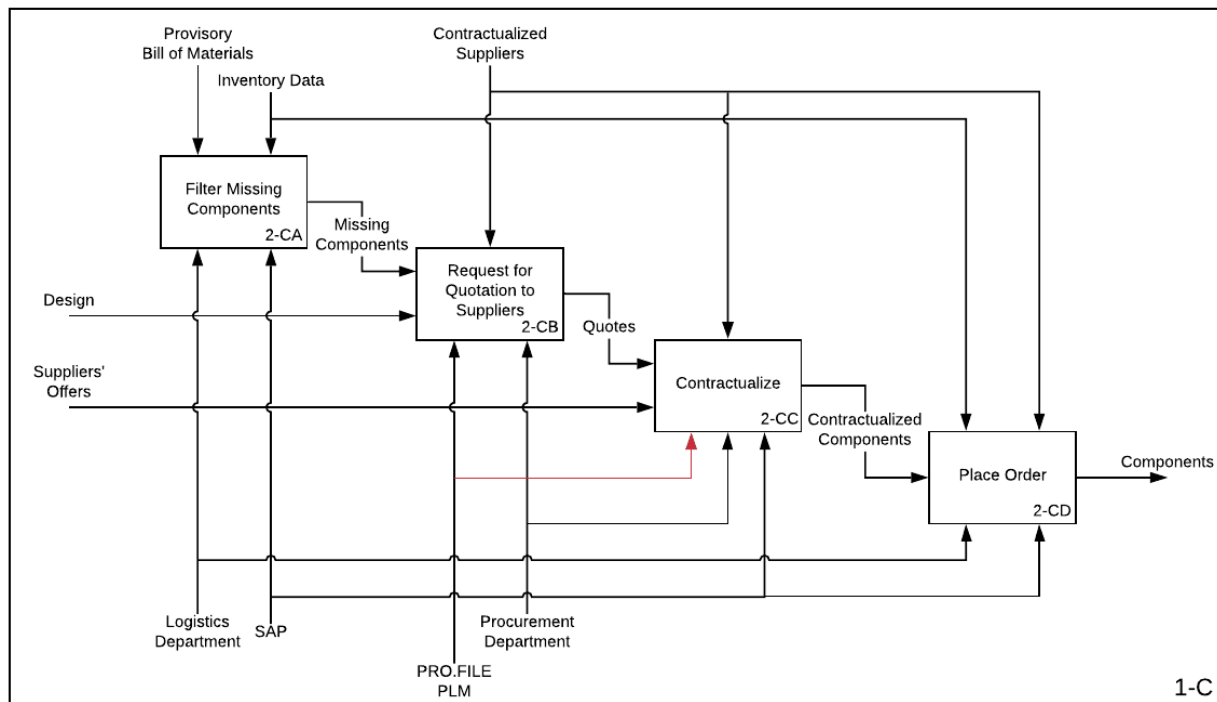 Provisory
Bill of Materials
Contractualized
Suppliers
Inventory Data
Filter Missing
Components
2-CA
Missing
Components
Request for
Quotation to
Suppliers
2-CB
Design
Quotes
Suppliers'
Offers
Contractualize
2-CC
Contractualized
Components
Place Order
2-CD
Components
Logistics
Department
SAP
Procurement
Department
PRO.FILE
PLM
1-C